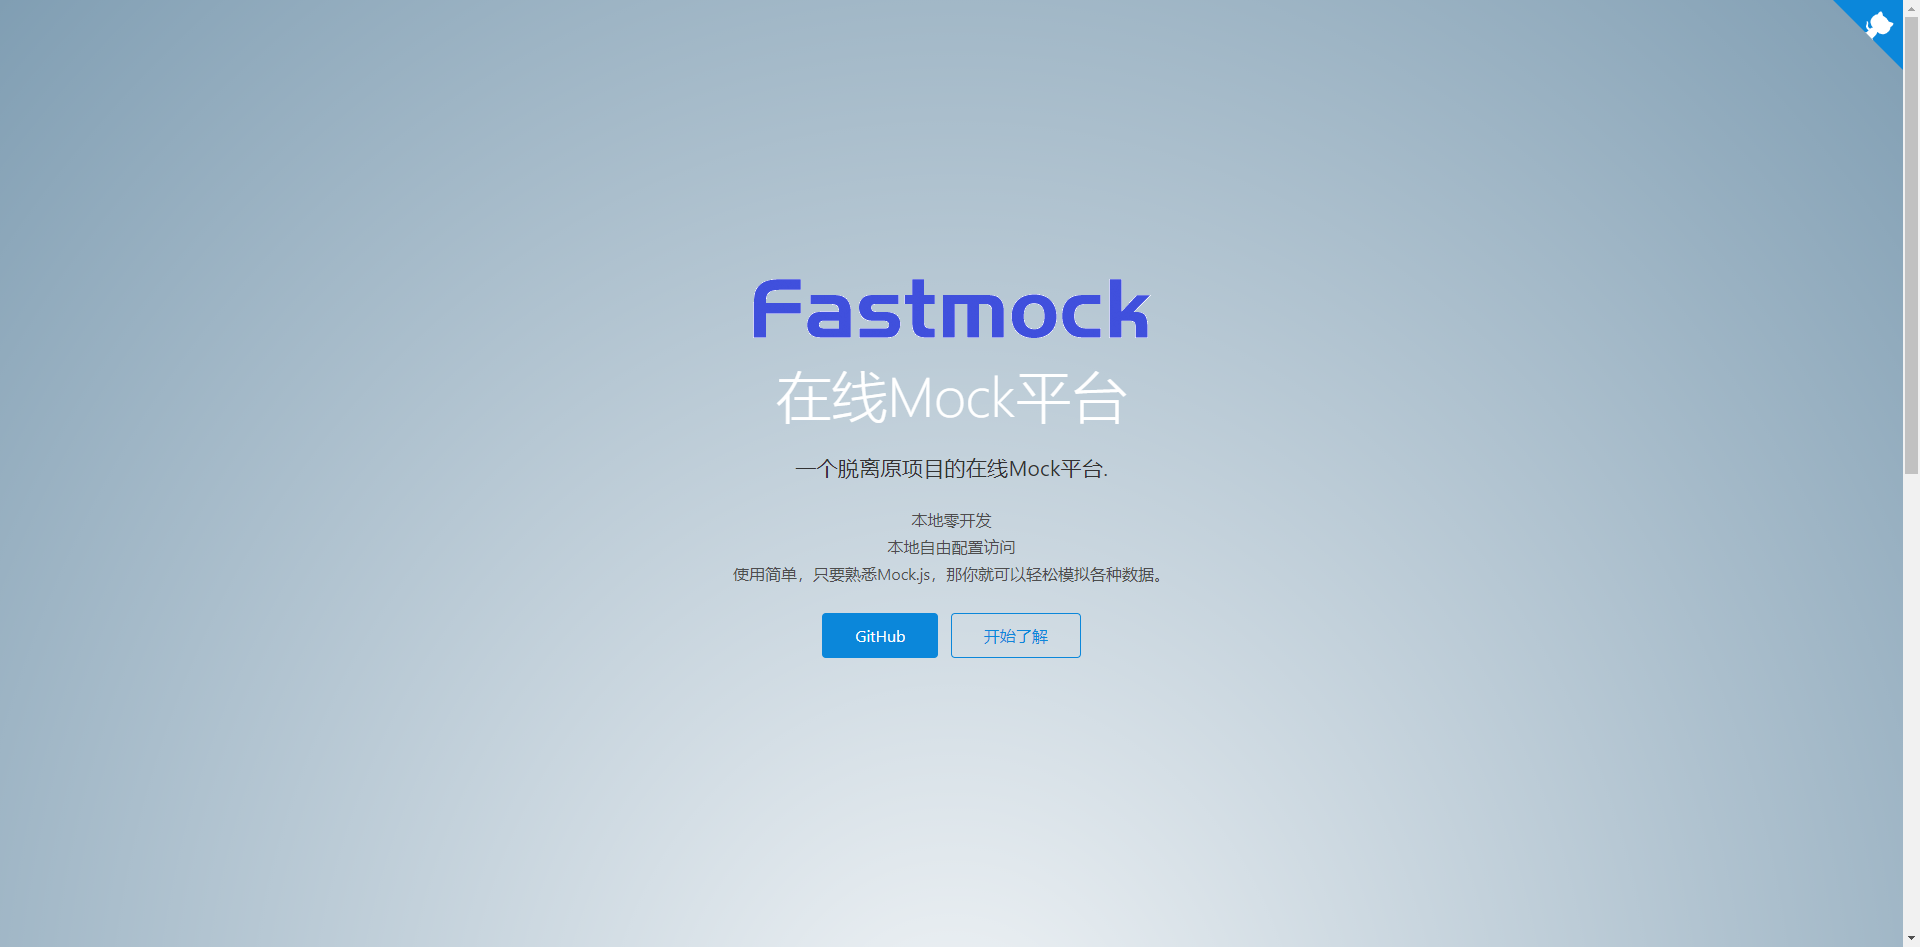 Fastmock
在线Mock平台
一个脱离原项目的在线Mock平台.
本地零开发
本地自由配置访问
使用简单，只要熟悉Mock.js，那你就可以轻松模拟各种数据。
GitHub
开始了解